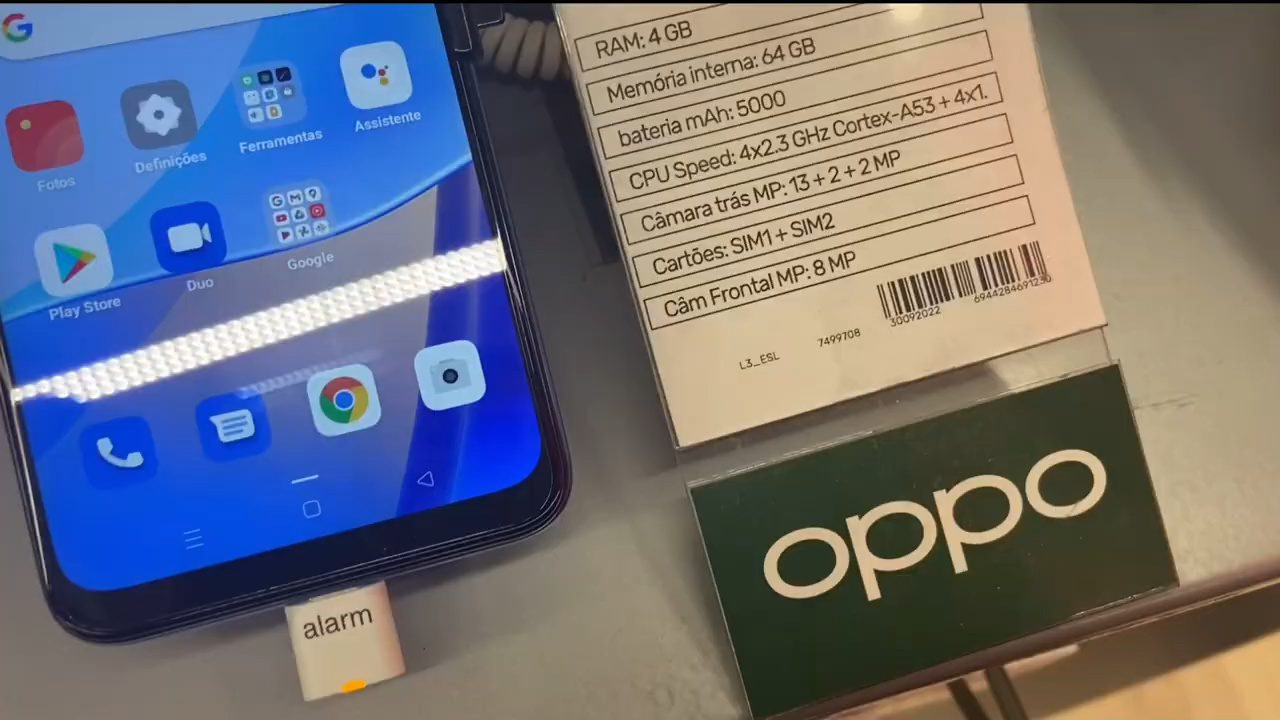 Fotos
Definições
Ferramentas
Assistente
Play Store
Duo
Google
alarm
RAM: 4 GB
Memória interna: 64 GB
bateria mAh: 5000
CPU Speed: 4x2.3 GHz Cortex-A53 + 4x1.
Câmara trás MP: 13 + 2 + 2 MP
Cartões: SIM1 + SIM2
Câm Frontal MP: 8 MP
30092022
6944284691230
L3_ESL
7499708
oppo